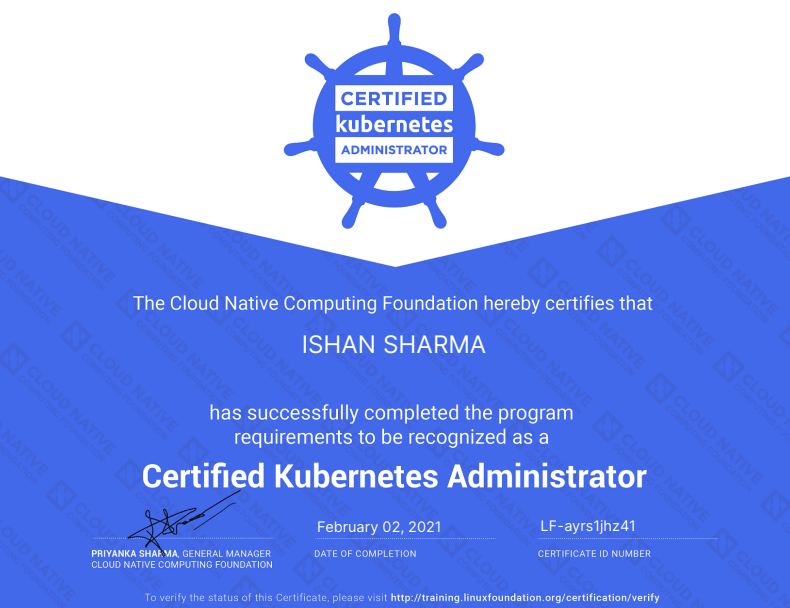 CERTIFIED
kubernetes
ADMINISTRATOR
The Cloud Native Computing Foundation hereby certifies that
ISHAN SHARMA
has successfully completed the program
requirements to be recognized as a
Certified Kubernetes Administrator
February 02, 2021
LF-ayrs1jhz41
PRIYANKA SHARMA, GENERAL MANAGER
CLOUD NATIVE COMPUTING FOUNDATION
DATE OF COMPLETION
CERTIFICATE ID NUMBER
To verify the status of this Certificate, please visit http://training.linuxfoundation.org/certification/verify